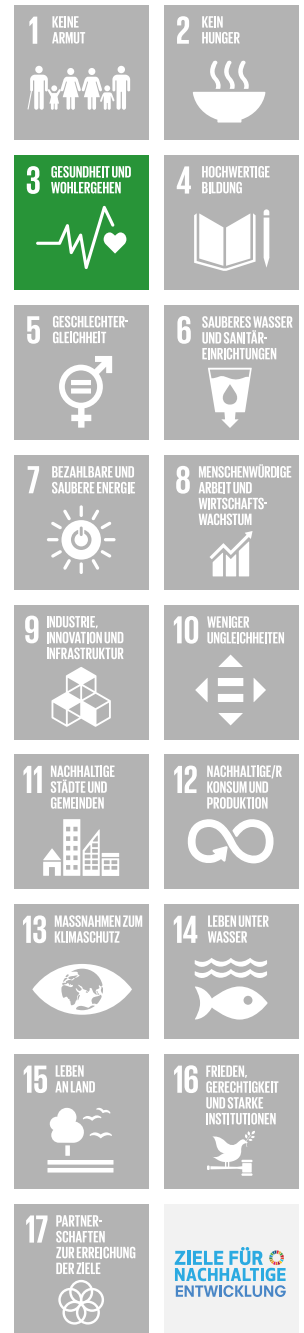 1 KEINE
ARMUT
2 KEIN
HUNGER
3 GESUNDHEIT UND
WOHLERGEHEN
4 HOCHWERTIGE
BILDUNG
5 GESCHLECHTER-
GLEICHHEIT
6 SAUBERES WASSER
UND SANITÄR-
EINRICHTUNGEN
7 BEZAHLBARE UND
SAUBERE ENERGIE
8 MENSCHENWÜRDIGE
ARBEIT UND
WIRTSCHAFTS-
WACHSTUM
9 INDUSTRIE,
INNOVATION UND
INFRASTRUKTUR
10 WENIGER
UNGLEICHHEITEN
11 NACHHALTIGE
STÄDTE UND
GEMEINDEN
12 NACHHALTIGE/R
KONSUM UND
PRODUKTION
13 MASSNAHMEN ZUM
KLIMASCHUTZ
14 LEBEN UNTER
WASSER
15 LEBEN
AN LAND
16 FRIEDEN,
GERECHTIGKEIT
UND STARKE
INSTITUTIONEN
17 PARTNER-
SCHAFTEN
ZUR ERREICHUNG
DER ZIELE
ZIELE FÜR
NACHHALTIGE
ENTWICKLUNG